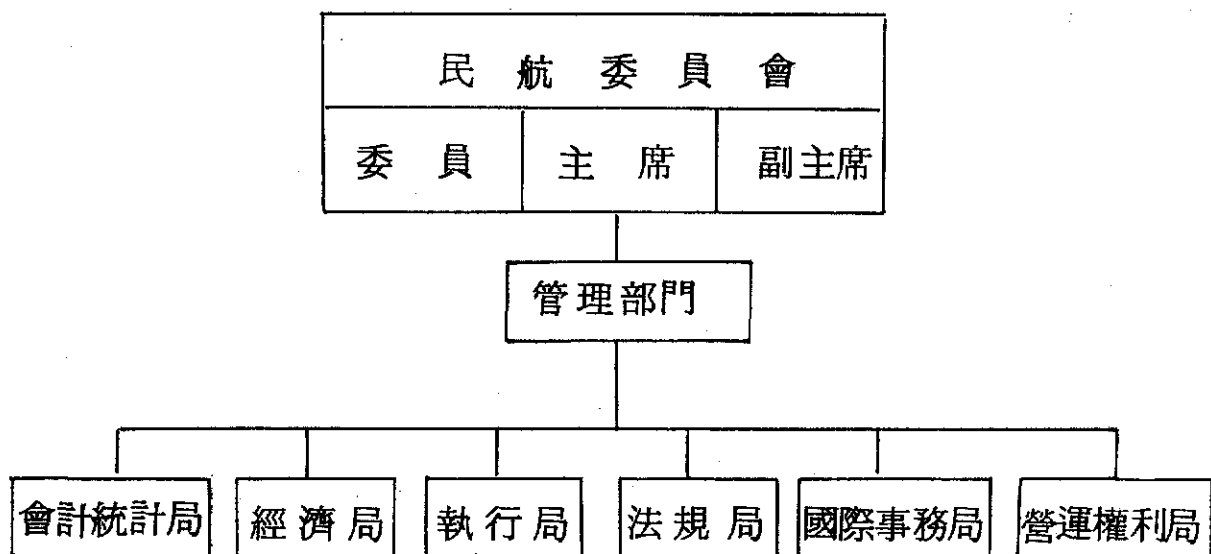 民航委員會
委員 主席 副主席
管理部門
會計統計局 經濟局 執行局 法規局 國際事務局 營運權利局